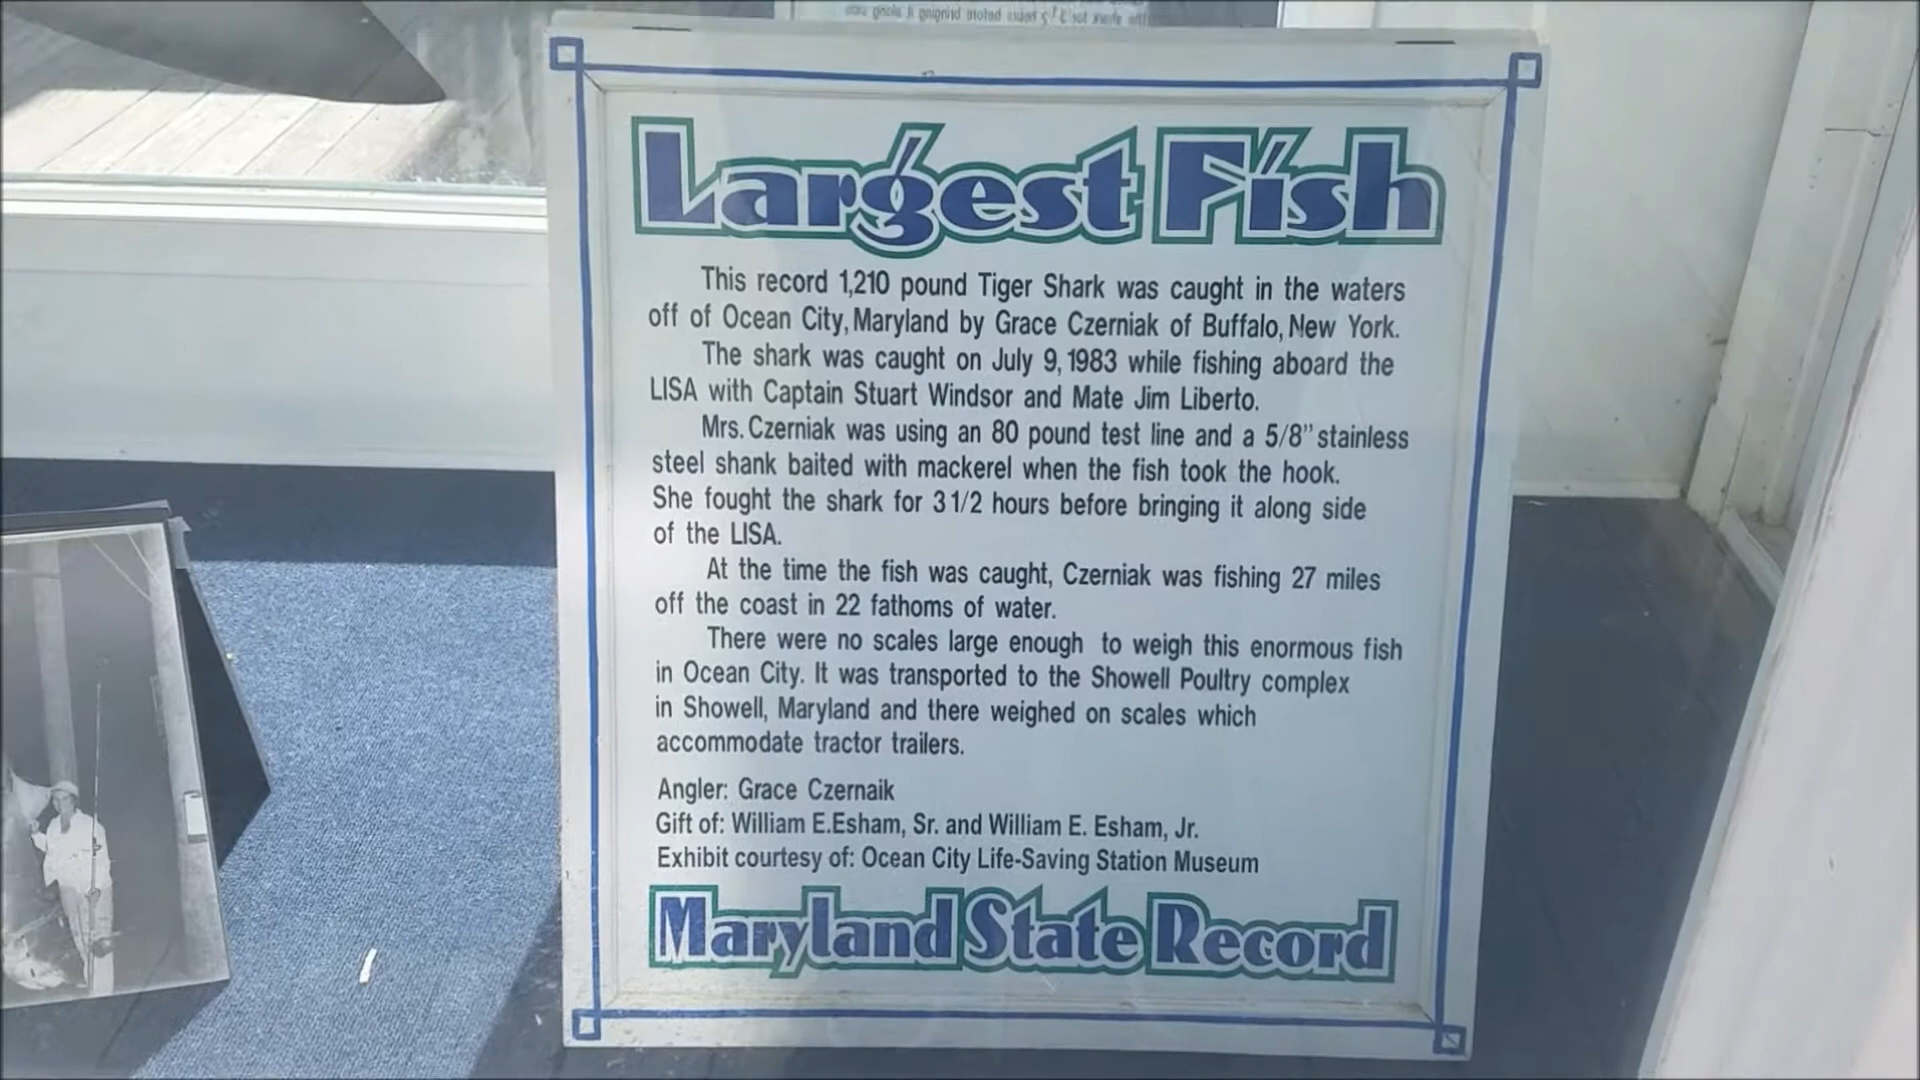 Largest Fish
This record 1,210 pound Tiger Shark was caught in the waters
off of Ocean City, Maryland by Grace Czerniak of Buffalo, New York.
The shark was caught on July 9, 1983 while fishing aboard the
LISA with Captain Stuart Windsor and Mate Jim Liberto.
Mrs. Czerniak was using an 80 pound test line and a 5/8" stainless
steel shank baited with mackerel when the fish took the hook.
She fought the shark for 3 1/2 hours before bringing it along side
of the LISA.
At the time the fish was caught, Czerniak was fishing 27 miles
off the coast in 22 fathoms of water.
There were no scales large enough to weigh this enormous fish
in Ocean City. It was transported to the Showell Poultry complex
in Showell, Maryland and there weighed on scales which
accommodate tractor trailers.
Angler: Grace Czernaik
Gift of: William E.Esham, Sr. and William E. Esham, Jr.
Exhibit courtesy of: Ocean City Life-Saving Station Museum
Maryland State Record